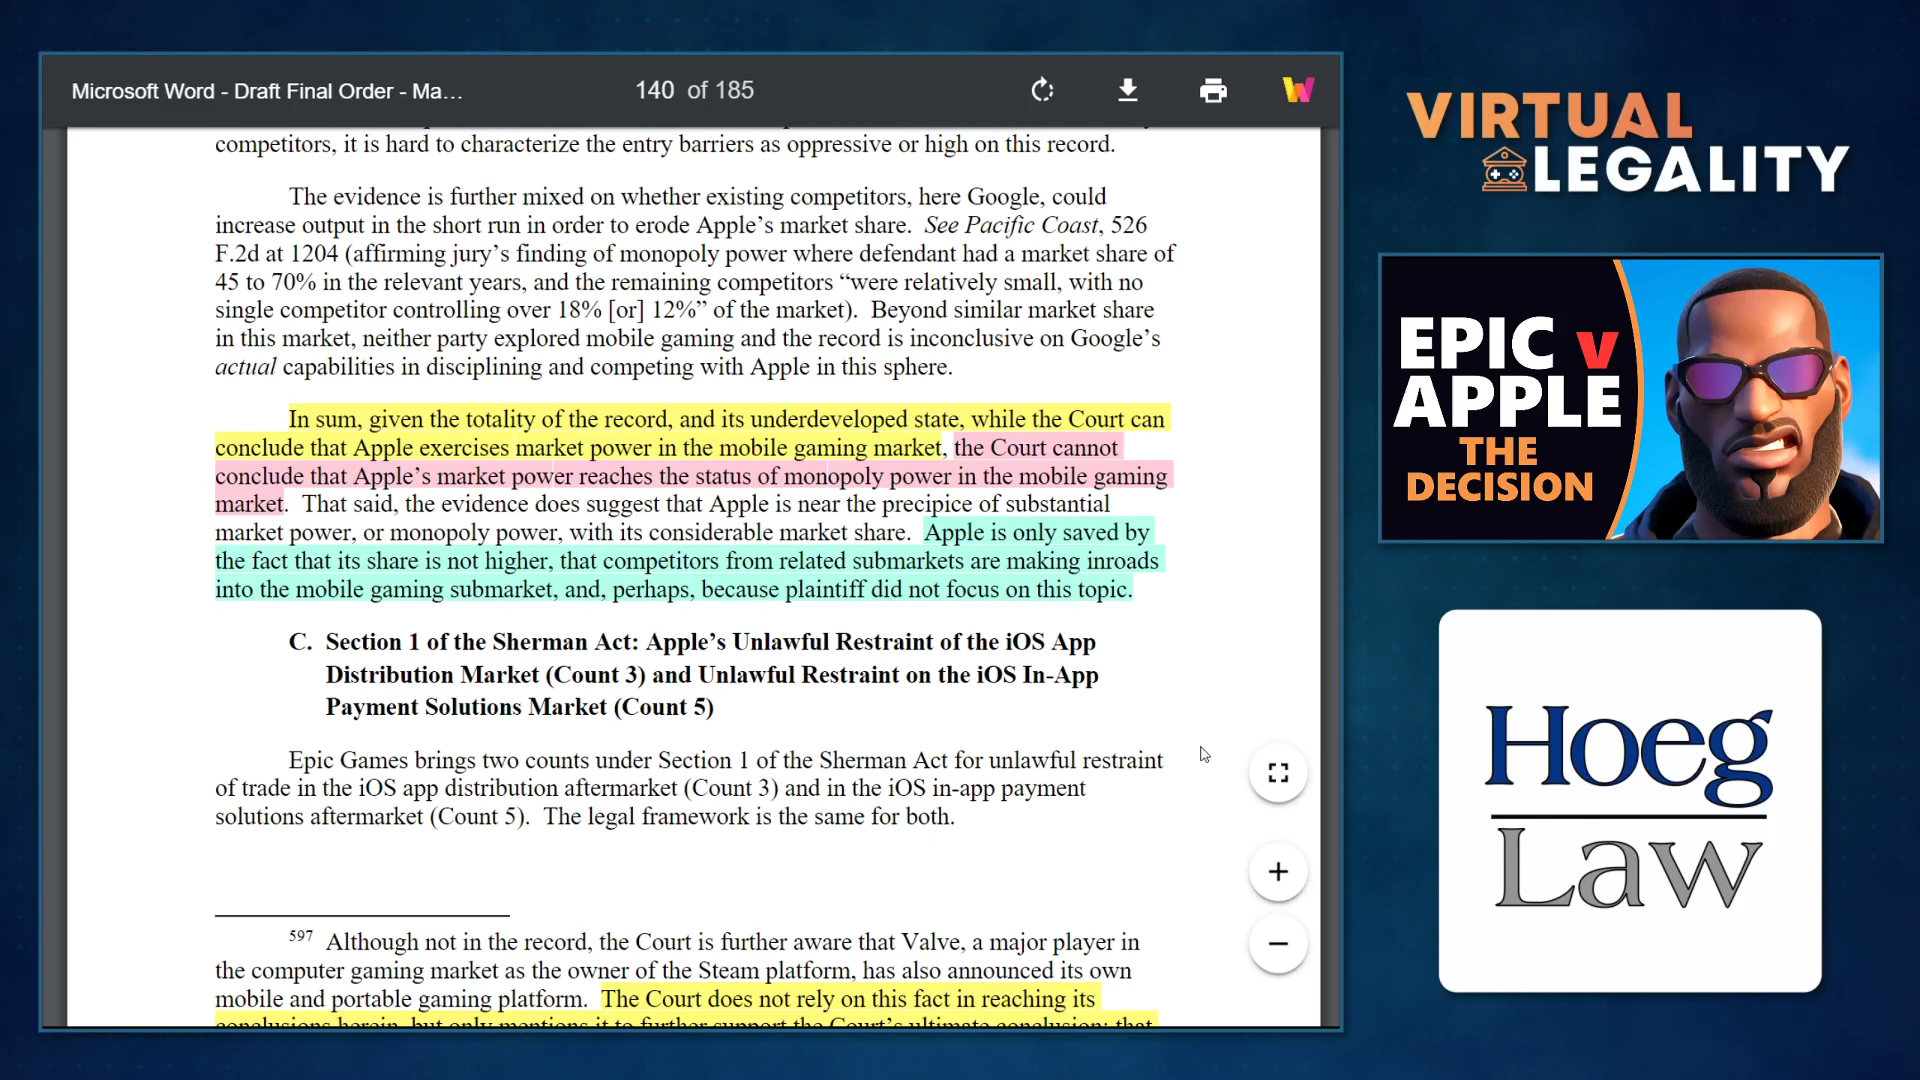 Microsoft Word - Draft Final Order - Ma...
140 of 185
competitors, it is hard to characterize the entry barriers as oppressive or high on this record.
The evidence is further mixed on whether existing competitors, here Google, could
increase output in the short run in order to erode Apple’s market share.  See Pacific Coast, 526
F.2d at 1204 (affirming jury’s finding of monopoly power where defendant had a market share of
45 to 70% in the relevant years, and the remaining competitors “were relatively small, with no
single competitor controlling over 18% [or] 12%” of the market).  Beyond similar market share
in this market, neither party explored mobile gaming and the record is inconclusive on Google’s
actual capabilities in disciplining and competing with Apple in this sphere.
In sum, given the totality of the record, and its underdeveloped state, while the Court can
conclude that Apple exercises market power in the mobile gaming market, the Court cannot
conclude that Apple’s market power reaches the status of monopoly power in the mobile gaming
market.  That said, the evidence does suggest that Apple is near the precipice of substantial
market power, or monopoly power, with its considerable market share.  Apple is only saved by
the fact that its share is not higher, that competitors from related submarkets are making inroads
into the mobile gaming submarket, and, perhaps, because plaintiff did not focus on this topic.
C. Section 1 of the Sherman Act: Apple’s Unlawful Restraint of the iOS App
Distribution Market (Count 3) and Unlawful Restraint on the iOS In-App
Payment Solutions Market (Count 5)
Epic Games brings two counts under Section 1 of the Sherman Act for unlawful restraint
of trade in the iOS app distribution aftermarket (Count 3) and in the iOS in-app payment
solutions aftermarket (Count 5).  The legal framework is the same for both.
597 Although not in the record, the Court is further aware that Valve, a major player in
the computer gaming market as the owner of the Steam platform, has also announced its own
mobile and portable gaming platform.  The Court does not rely on this fact in reaching its
conclusions herein, but only mentions it to further support the Court’s ultimate conclusion: that
VIRTUAL
LEGALITY
EPIC v
APPLE
THE
DECISION
Hoeg
Law